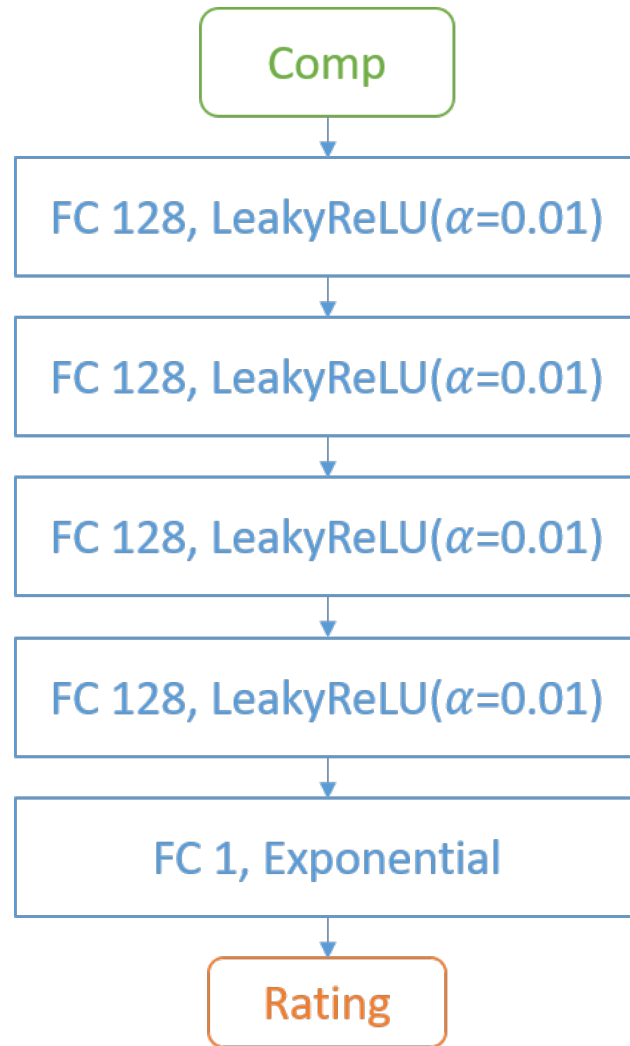 Comp
FC 128, LeakyReLU(𝛼=0.01)
FC 128, LeakyReLU(𝛼=0.01)
FC 128, LeakyReLU(𝛼=0.01)
FC 128, LeakyReLU(𝛼=0.01)
FC 1, Exponential
Rating